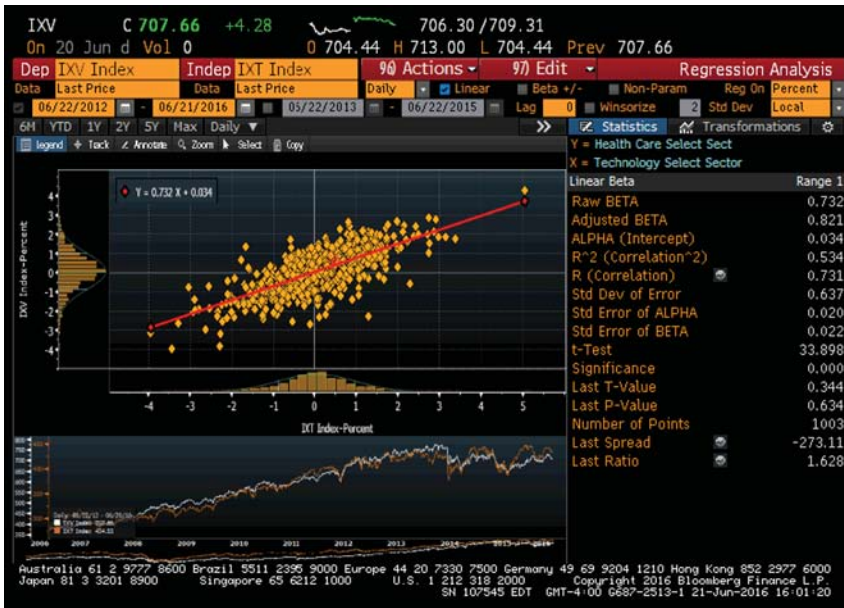 IXV C 707.66 +4.28 706.30 /709.31
On 20 Jun d Vol 0 O 704.44 H 713.00 L 704.44 Prev 707.66
Dep IXV Index Indep IXT Index 96) Actions 97) Edit Regression Analysis
Data Last Price Data Last Price Daily Linear Beta +/- Non-Param Reg On Percent
06/22/2012 - 06/21/2016 06/22/2013 - 06/22/2015 Lag 0 Winsorize 2 Std Dev Local
6M YTD 1Y 2Y 5Y Max Daily ▼ >> Statistics Transformations
Legend Track Annotate Zoom Select Copy
Y = Health Care Select Sect
X = Technology Select Sector
Linear Beta Range 1
Raw BETA 0.732
Adjusted BETA 0.821
ALPHA (Intercept) 0.034
R^2 (Correlation^2) 0.534
R (Correlation) 0.731
Std Dev of Error 0.637
Std Error of ALPHA 0.020
Std Error of BETA 0.022
t-Test 33.898
Significance 0.000
Last T-Value 0.344
Last P-Value 0.634
Number of Points 1003
Last Spread -273.11
Last Ratio 1.628
Y = 0.732 X + 0.034
IXV Index-Percent
4
3
2
1
0
-1
-2
-3
-4
-4 -3 -2 -1 0 1 2 3 4 5
IXT Index-Percent
2006 2007 2008 2009 2010 2011 2012 2013 2014 2015 2016
Australia 61 2 9777 8600 Brazil 5511 2395 9000 Europe 44 20 7330 7500 Germany 49 69 9204 1210 Hong Kong 852 2977 6000
Japan 81 3 3201 8900 Singapore 65 6212 1000 U.S. 1 212 318 2000 Copyright 2016 Bloomberg Finance L.P.
SN 107545 EDT GMT-4:00 G687-2513-1 21-Jun-2016 16:01:20